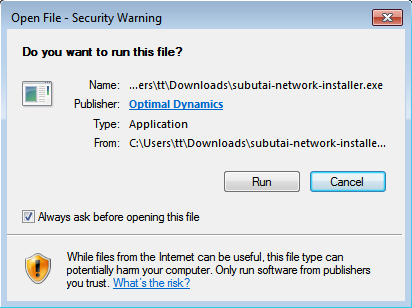 Open File - Security Warning
Do you want to run this file?
Name: ...ers\tt\Downloads\subutai-network-installer.exe
Publisher: Optimal Dynamics
Type: Application
From: C:\Users\tt\Downloads\subutai-network-installe...
Run Cancel
Always ask before opening this file
While files from the Internet can be useful, this file type can
potentially harm your computer. Only run software from publishers
you trust. What's the risk?